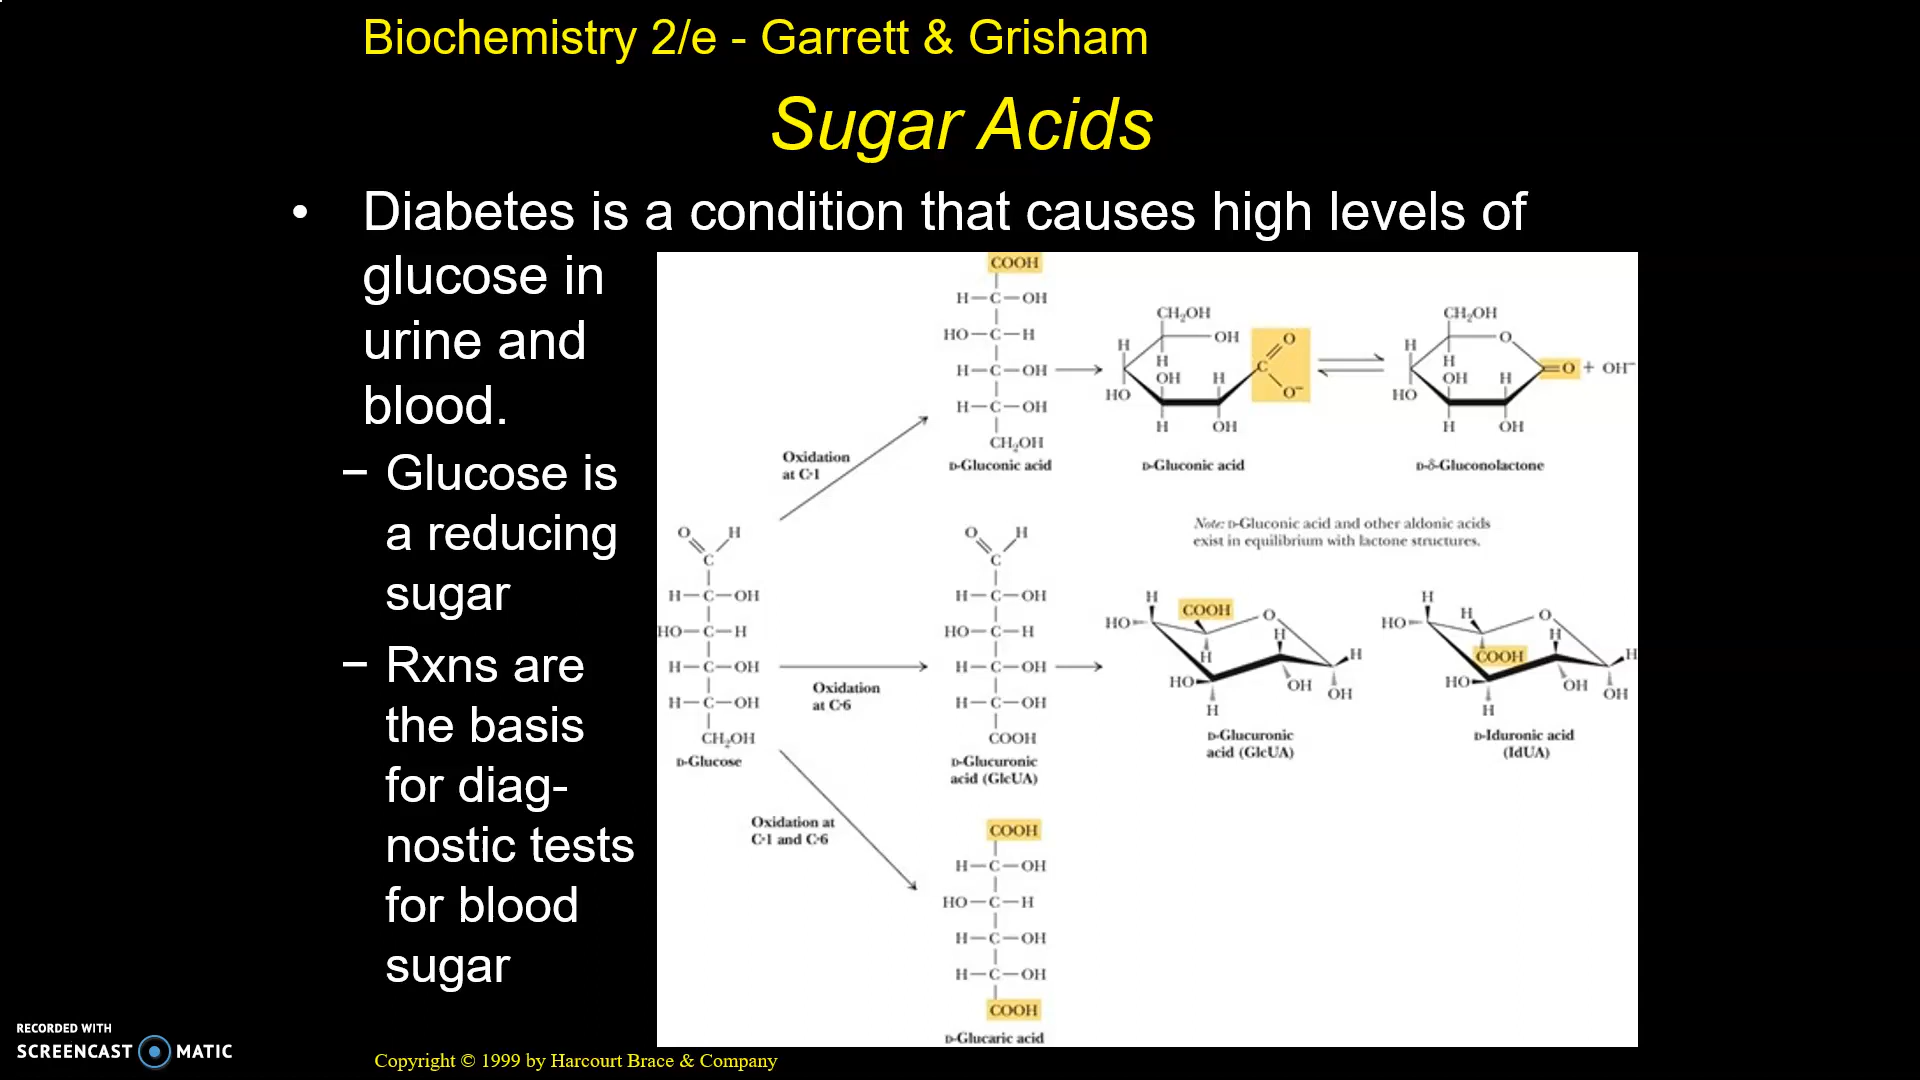 Biochemistry 2/e - Garrett & Grisham
Sugar Acids
• Diabetes is a condition that causes high levels of
glucose in
urine and
blood.
– Glucose is
a reducing
sugar
– Rxns are
the basis
for diag-
nostic tests
for blood
sugar
COOH
H—C—OH
HO—C—H
H—C—OH
H—C—OH
CH₂OH
D-Gluconic acid
CH₂OH
H
OH
H
OH
H
HO
H
OH
C
O
O⁻
D-Gluconic acid
CH₂OH
H
O
H
OH
H
HO
H
OH
=O + OH⁻
D-δ-Gluconolactone
Oxidation
at C-1
Note: D-Gluconic acid and other aldonic acids
exist in equilibrium with lactone structures.
O H
C
H—C—OH
HO—C—H
H—C—OH
H—C—OH
CH₂OH
D-Glucose
Oxidation
at C-6
O H
C
H—C—OH
HO—C—H
H—C—OH
H—C—OH
COOH
D-Glucuronic
acid (GlcUA)
H
COOH
O
HO
H
H
H
HO
OH
OH
H
D-Glucuronic
acid (GlcUA)
H
H
O
HO
H
COOH
H
HO
OH
OH
H
D-Iduronic acid
(IdUA)
Oxidation at
C-1 and C-6
COOH
H—C—OH
HO—C—H
H—C—OH
H—C—OH
COOH
D-Glucaric acid
RECORDED WITH
SCREENCAST MATIC
Copyright © 1999 by Harcourt Brace & Company